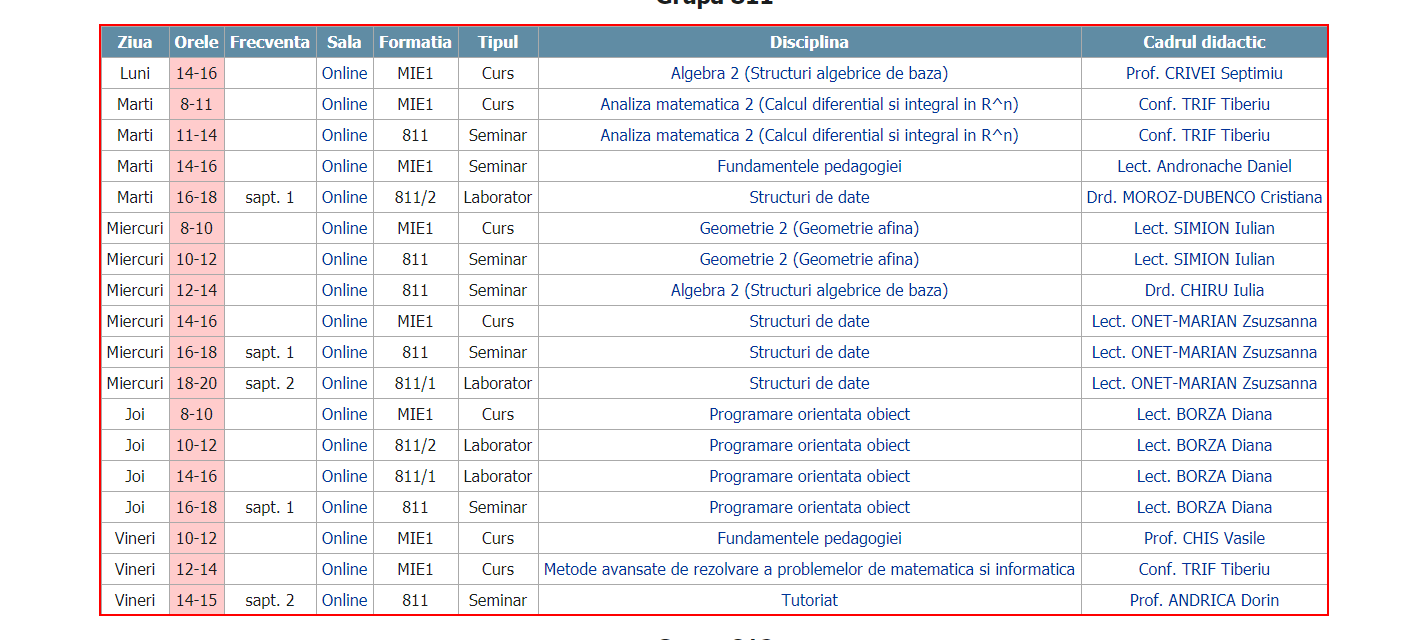 Grupa 811
Ziua Orele Frecventa Sala Formatia Tipul Disciplina Cadrul didactic
Luni 14-16 Online MIE1 Curs Algebra 2 (Structuri algebrice de baza) Prof. CRIVEI Septimiu
Marti 8-11 Online MIE1 Curs Analiza matematica 2 (Calcul diferential si integral in R^n) Conf. TRIF Tiberiu
Marti 11-14 Online 811 Seminar Analiza matematica 2 (Calcul diferential si integral in R^n) Conf. TRIF Tiberiu
Marti 14-16 Online MIE1 Seminar Fundamentele pedagogiei Lect. Andronache Daniel
Marti 16-18 sapt. 1 Online 811/2 Laborator Structuri de date Drd. MOROZ-DUBENCO Cristiana
Miercuri 8-10 Online MIE1 Curs Geometrie 2 (Geometrie afina) Lect. SIMION Iulian
Miercuri 10-12 Online 811 Seminar Geometrie 2 (Geometrie afina) Lect. SIMION Iulian
Miercuri 12-14 Online 811 Seminar Algebra 2 (Structuri algebrice de baza) Drd. CHIRU Iulia
Miercuri 14-16 Online MIE1 Curs Structuri de date Lect. ONET-MARIAN Zsuzsanna
Miercuri 16-18 sapt. 1 Online 811 Seminar Structuri de date Lect. ONET-MARIAN Zsuzsanna
Miercuri 18-20 sapt. 2 Online 811/1 Laborator Structuri de date Lect. ONET-MARIAN Zsuzsanna
Joi 8-10 Online MIE1 Curs Programare orientata obiect Lect. BORZA Diana
Joi 10-12 Online 811/2 Laborator Programare orientata obiect Lect. BORZA Diana
Joi 14-16 Online 811/1 Laborator Programare orientata obiect Lect. BORZA Diana
Joi 16-18 sapt. 1 Online 811 Seminar Programare orientata obiect Lect. BORZA Diana
Vineri 10-12 Online MIE1 Curs Fundamentele pedagogiei Prof. CHIS Vasile
Vineri 12-14 Online MIE1 Curs Metode avansate de rezolvare a problemelor de matematica si informatica Conf. TRIF Tiberiu
Vineri 14-15 sapt. 2 Online 811 Seminar Tutoriat Prof. ANDRICA Dorin